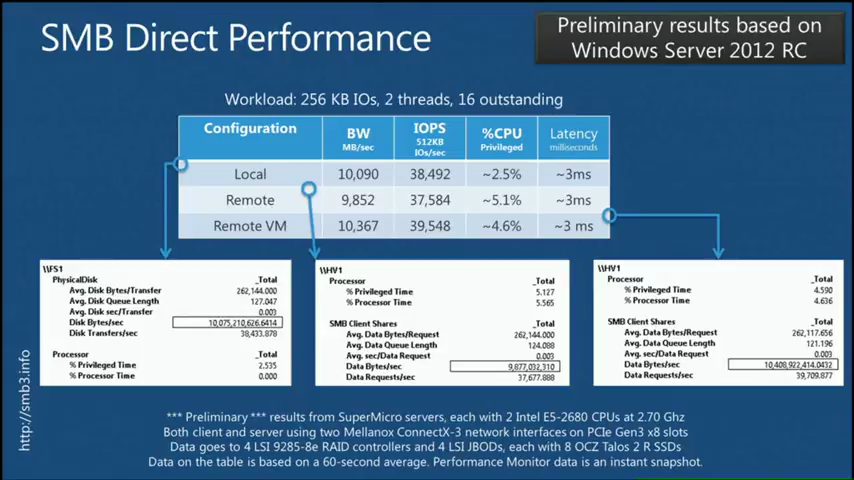 SMB Direct Performance
Preliminary results based on
Windows Server 2012 RC
Workload: 256 KB IOs, 2 threads, 16 outstanding
Configuration BW MB/sec IOPS 512KB IOs/sec %CPU Privileged Latency milliseconds
Local 10,090 38,492 ~2.5% ~3ms
Remote 9,852 37,584 ~5.1% ~3ms
Remote VM 10,367 39,548 ~4.6% ~3 ms
\\FS1
PhysicalDisk _Total
Avg. Disk Bytes/Transfer 262,144.000
Avg. Disk Queue Length 127.047
Avg. Disk sec/Transfer 0.003
Disk Bytes/sec 10,075,210,626.6414
Disk Transfers/sec 38,433.878
Processor _Total
% Privileged Time 2.535
% Processor Time 0.000
\\HV1
Processor _Total
% Privileged Time 5.127
% Processor Time 5.565
SMB Client Shares _Total
Avg. Data Bytes/Request 262,144.000
Avg. Data Queue Length 124.088
Avg. sec/Data Request 0.003
Data Bytes/sec 9,877,032,310
Data Requests/sec 37,677.888
\\HV1
Processor _Total
% Privileged Time 4.590
% Processor Time 4.636
SMB Client Shares _Total
Avg. Data Bytes/Request 262,117.656
Avg. Data Queue Length 121.196
Avg. sec/Data Request 0.003
Data Bytes/sec 10,408,922,414.0432
Data Requests/sec 39,709.877
http://smb3.info
*** Preliminary *** results from SuperMicro servers, each with 2 Intel E5-2680 CPUs at 2.70 Ghz
Both client and server using two Mellanox ConnectX-3 network interfaces on PCIe Gen3 x8 slots
Data goes to 4 LSI 9285-8e RAID controllers and 4 LSI JBODs, each with 8 OCZ Talos 2 R SSDs
Data on the table is based on a 60-second average. Performance Monitor data is an instant snapshot.